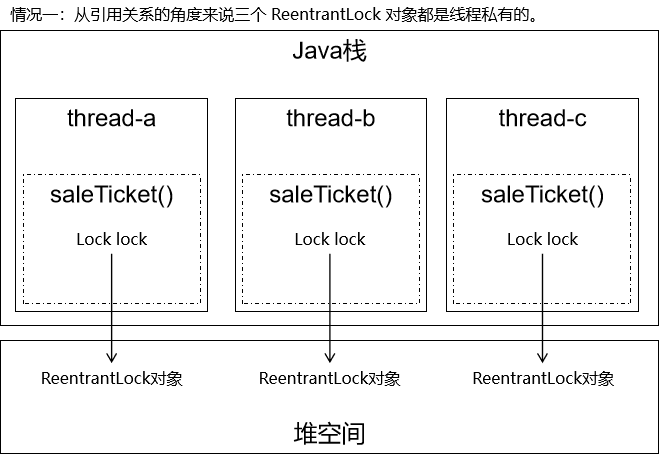 情况一：从引用关系的角度来说三个 ReentrantLock 对象都是线程私有的。
Java栈
thread-a
thread-b
thread-c
saleTicket()
saleTicket()
saleTicket()
Lock lock
Lock lock
Lock lock
ReentrantLock对象
ReentrantLock对象
ReentrantLock对象
堆空间